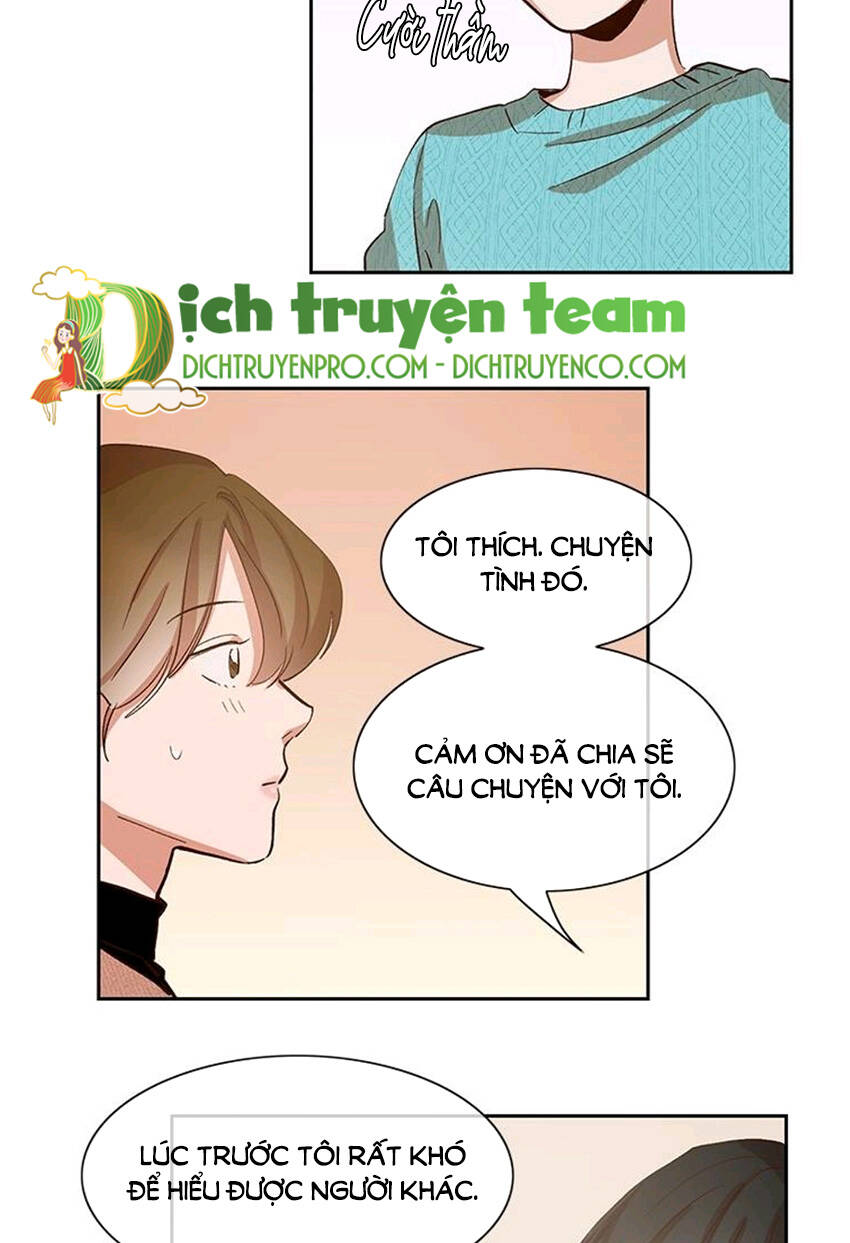 Cười thầm
Dịch truyện team
DICHTRUYENPRO.COM - DICHTRUYENCO.COM
TÔI THÍCH. CHUYỆN
TÌNH ĐÓ.
CẢM ƠN ĐÃ CHIA SẼ
CÂU CHUYỆN VỚI TÔI.
LÚC TRƯỚC TÔI RẤT KHÓ
ĐỂ HIỂU ĐƯỢC NGƯỜI KHÁC.